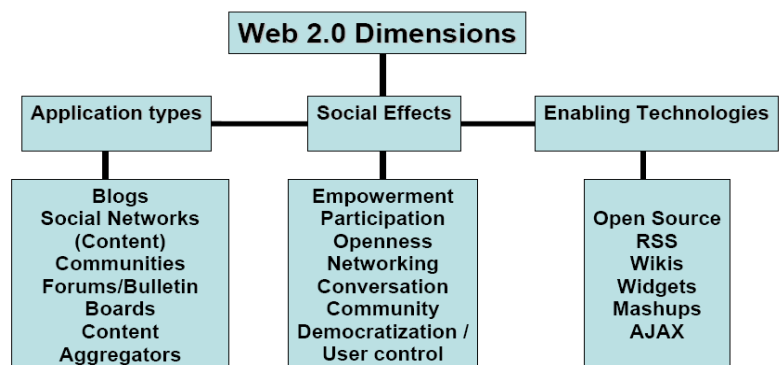 Web 2.0 Dimensions
Application types
Social Effects
Enabling Technologies
Blogs
Social Networks
(Content)
Communities
Forums/Bulletin
Boards
Content
Aggregators
Empowerment
Participation
Openness
Networking
Conversation
Community
Democratization /
User control
Open Source
RSS
Wikis
Widgets
Mashups
AJAX